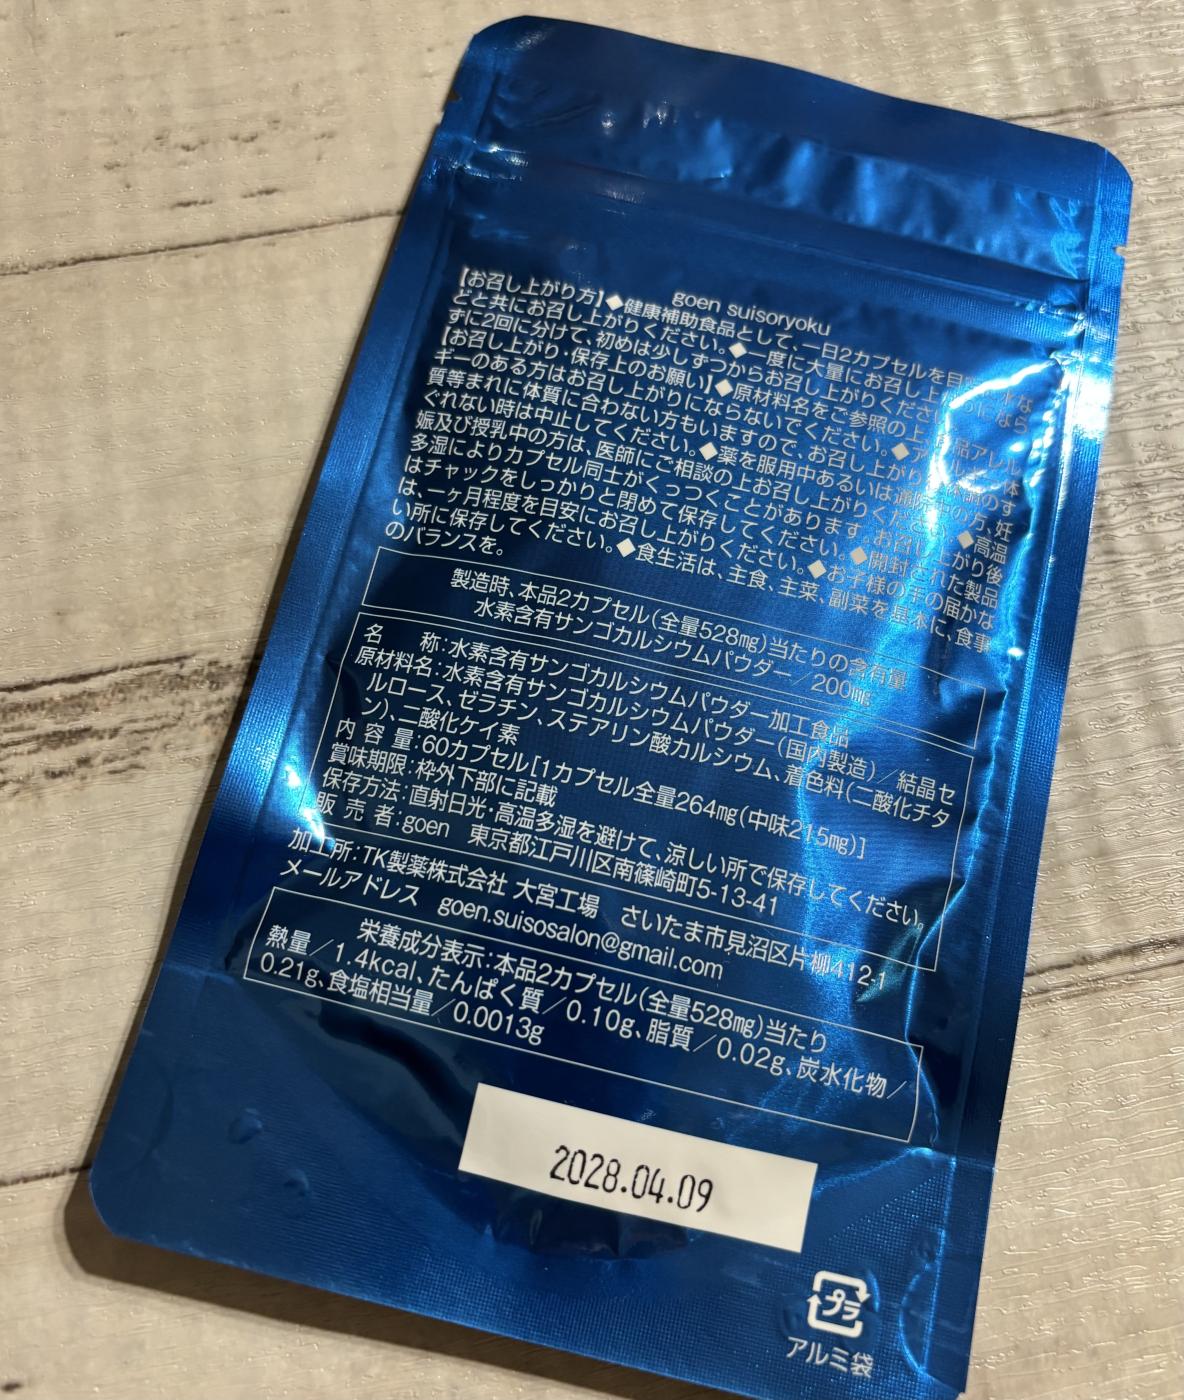 goen suisoryoku
【お召し上がり方】◆健康補助食品として、一日2カプセルを目 水な
どと共にお召し上がりください。◆一度に大量にお召し上 になら
ずに2回に分けて、初めは少しずつからお召し上がりくださ
【お召し上がり・保存上のお願い】◆原材料名をご参照の上 品アレル
ギーのある方はお召し上がりにならないでください。◆ア 体
質等まれに体質に合わない方もいますので、お召し上がり 体調のす
ぐれない時は中止してください。◆薬を服用中あるいは通院中の方、妊
娠及び授乳中の方は、医師にご相談の上お召し上がりください。◆高温
多湿によりカプセル同士がくっつくことがあります。お召し上がり後
はチャックをしっかりと閉めて保存してください。◆開封された製品
は、一ヶ月程度を目安にお召し上がりください。◆お子様の手の届かな
い所に保存してください。◆食生活は、主食、主菜、副菜を基本に、食事
のバランスを。
製造時、本品2カプセル(全量528mg)当たりの含有量
水素含有サンゴカルシウムパウダー/200mg
名 称:水素含有サンゴカルシウムパウダー加工食品
原材料名:水素含有サンゴカルシウムパウダー(国内製造)/結晶セ
ルロース、ゼラチン、ステアリン酸カルシウム、着色料(二酸化チタ
ン)、二酸化ケイ素
内容量:60カプセル[1カプセル全量264mg(中味215mg)]
賞味期限:枠外下部に記載
保存方法:直射日光・高温多湿を避けて、涼しい所で保存してください。
販売者:goen 東京都江戸川区南篠崎町5-13-41
加工所:TK製薬株式会社 大宮工場 さいたま市見沼区片柳412-1
メールアドレス goen.suisosalon@gmail.com
栄養成分表示:本品2カプセル(全量528mg)当たり
熱量/1.4kcal、たんぱく質/0.10g、脂質/0.02g、炭水化物/
0.21g、食塩相当量/0.0013g
2028.04.09
プラ
アルミ袋